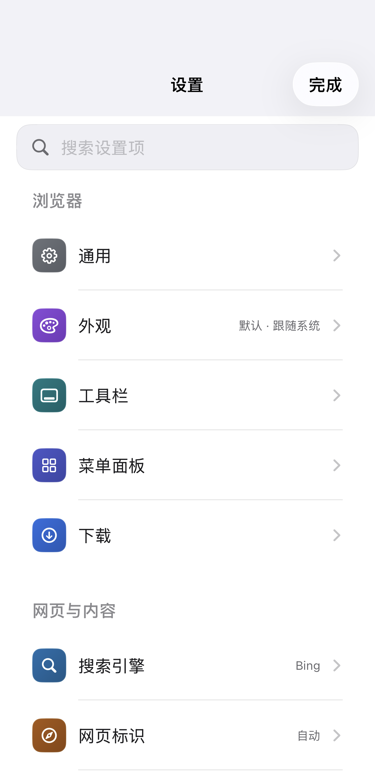 设置
完成
搜索设置项
浏览器
通用
外观
默认 · 跟随系统
工具栏
菜单面板
下载
网页与内容
搜索引擎
Bing
网页标识
自动